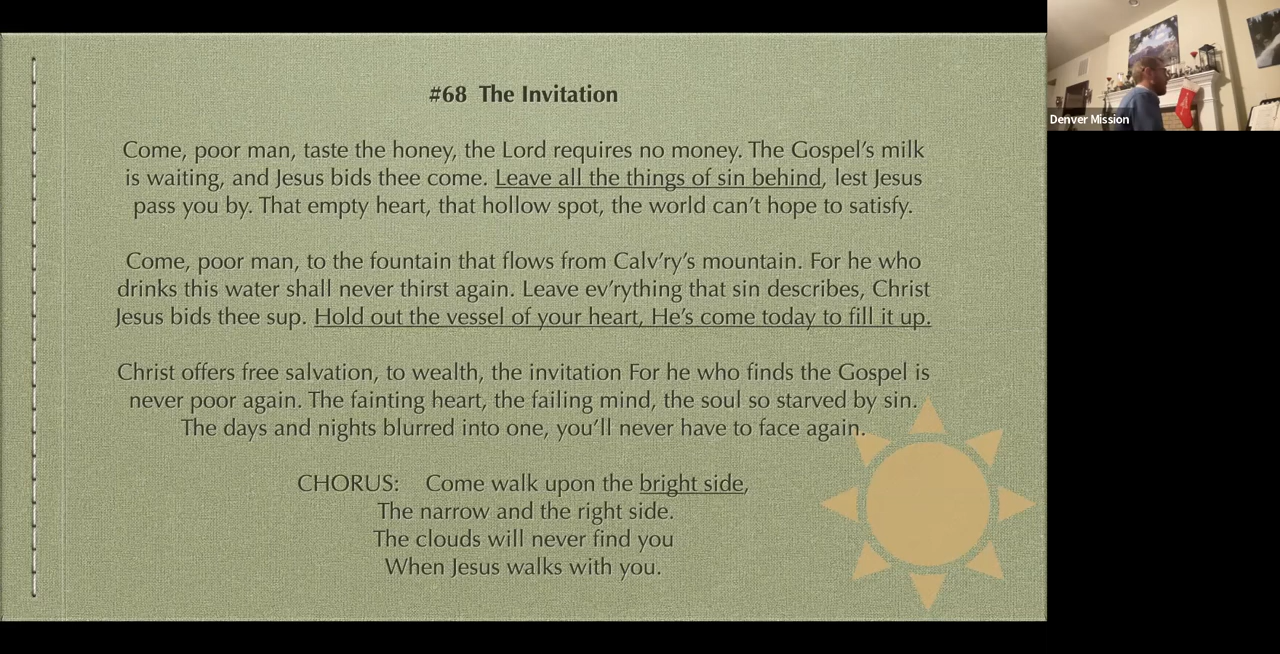 #68 The Invitation
Come, poor man, taste the honey, the Lord requires no money. The Gospel’s milk
is waiting, and Jesus bids thee come. Leave all the things of sin behind, lest Jesus
pass you by. That empty heart, that hollow spot, the world can’t hope to satisfy.
Come, poor man, to the fountain that flows from Calv’ry’s mountain. For he who
drinks this water shall never thirst again. Leave ev’rything that sin describes, Christ
Jesus bids thee sup. Hold out the vessel of your heart, He’s come today to fill it up.
Christ offers free salvation, to wealth, the invitation For he who finds the Gospel is
never poor again. The fainting heart, the failing mind, the soul so starved by sin.
The days and nights blurred into one, you’ll never have to face again.
CHORUS: Come walk upon the bright side,
The narrow and the right side.
The clouds will never find you
When Jesus walks with you.
Denver Mission